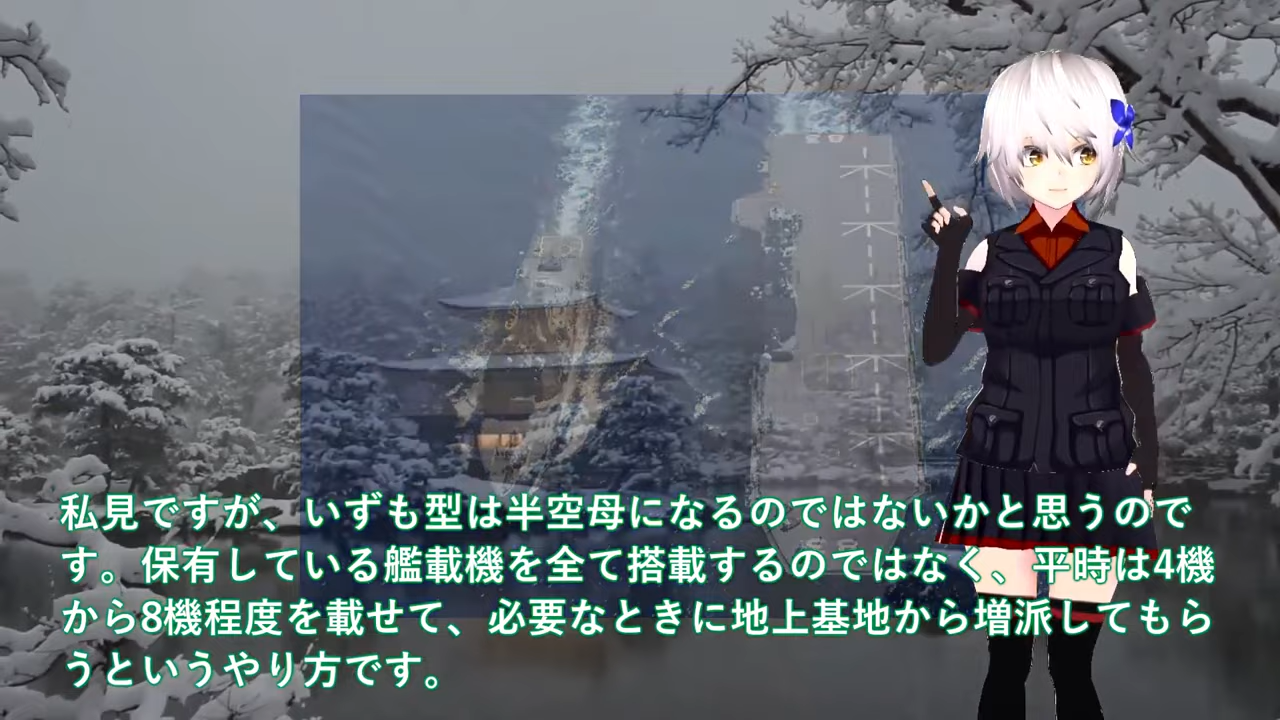 私見ですが、いずも型は半空母になるのではないかと思うので
す。保有している艦載機を全て搭載するのではなく、平時は4機
から8機程度を載せて、必要なときに地上基地から増派してもら
うというやり方です。